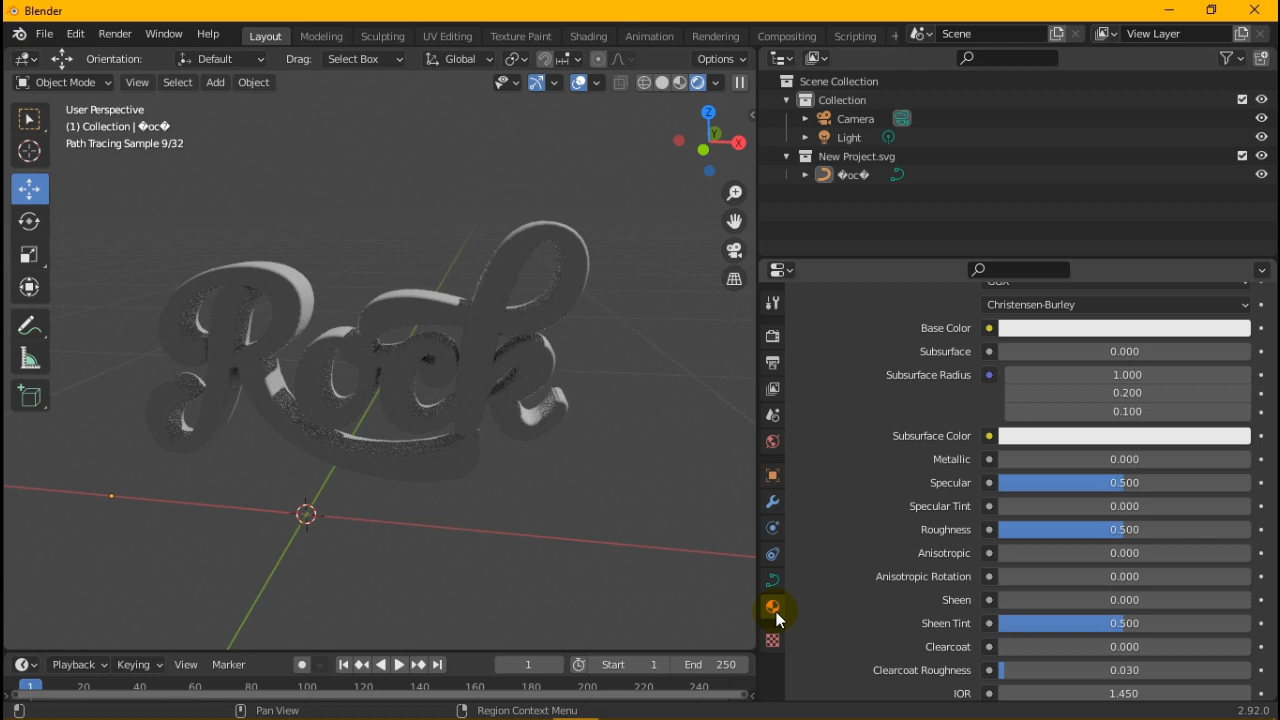 Blender
File Edit Render Window Help Layout Modeling Sculpting UV Editing Texture Paint Shading Animation Rendering Compositing Scripting + Scene View Layer
Orientation: Default Drag: Select Box Global Options
Object Mode View Select Add Object
User Perspective
(1) Collection | �oc�
Path Tracing Sample 9/32
Z
Y
X
Rock
Scene Collection
Collection
Camera
Light
New Project.svg
�oc�
GGX
Christensen-Burley
Base Color
Subsurface 0.000
Subsurface Radius 1.000
0.200
0.100
Subsurface Color
Metallic 0.000
Specular 0.500
Specular Tint 0.000
Roughness 0.500
Anisotropic 0.000
Anisotropic Rotation 0.000
Sheen 0.000
Sheen Tint 0.500
Clearcoat 0.000
Clearcoat Roughness 0.030
IOR 1.450
Playback Keying View Marker 1 Start 1 End 250
1 20 40 60 80 100 120 140 160 180 200 220 240
Pan View Region Context Menu 2.92.0